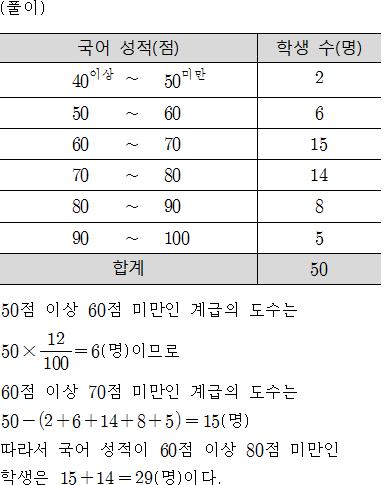 (풀이)
국어 성적(점) 학생 수(명)
40이상 ~ 50미만 2
50 ~ 60 6
60 ~ 70 15
70 ~ 80 14
80 ~ 90 8
90 ~ 100 5
합계 50
50점 이상 60점 미만인 계급의 도수는
50×12/100=6(명)이므로
60점 이상 70점 미만인 계급의 도수는
50−(2+6+14+8+5)=15(명)
따라서 국어 성적이 60점 이상 80점 미만인
학생은 15+14=29(명)이다.